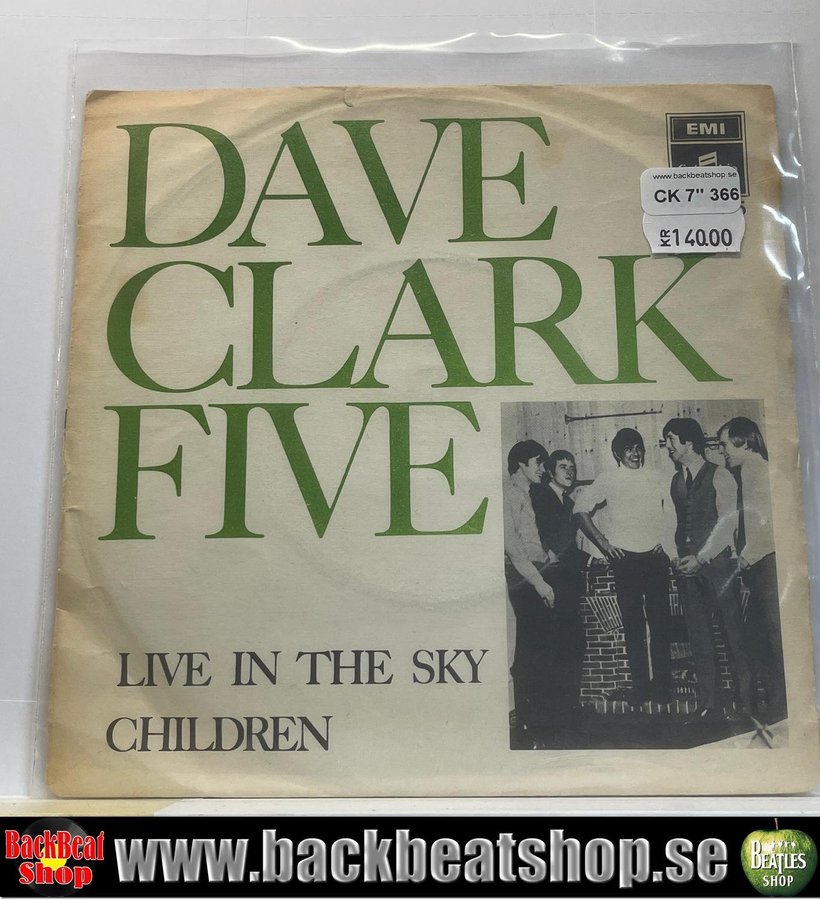 DAVE
CLARK
FIVE
EMI
www.backbeatshop.se
CK 7" 366
KR 140.00
LIVE IN THE SKY
CHILDREN
BackBeat
Shop
www.backbeatshop.se
BEATLES
SHOP